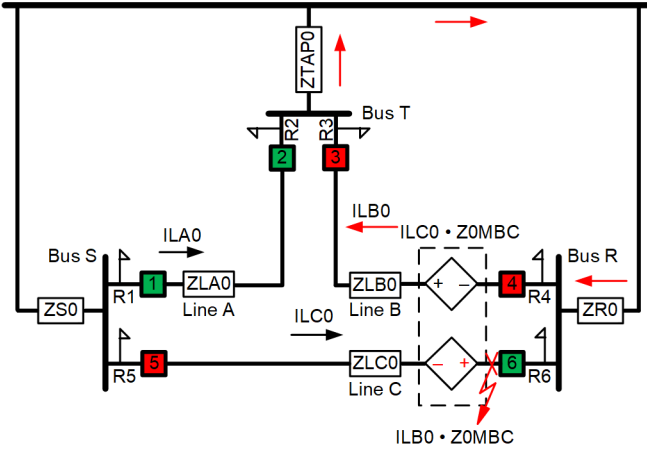 ZTAP0
Bus T
R2
R3
2
3
ILA0
ILB0
ILC0 • Z0MBC
Bus S
Bus R
1
ZLA0
ZLB0
+ –
4
R1
R4
Line A
Line B
ZS0
ZR0
ILC0
R5
5
ZLC0
– +
6
R6
Line C
ILB0 • Z0MBC